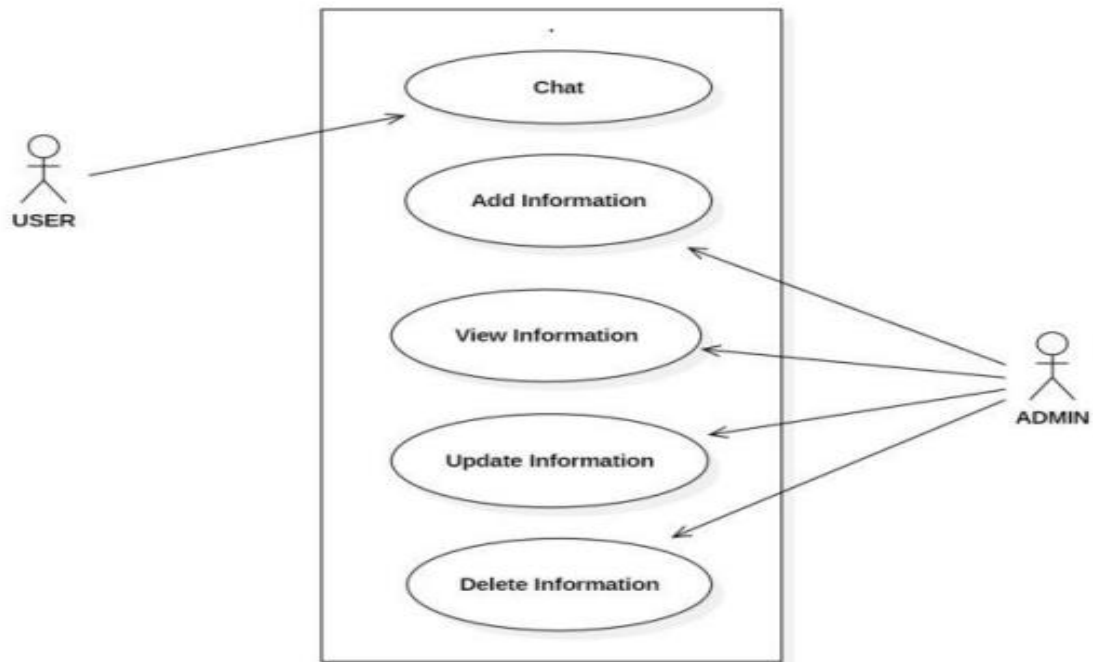 Chat
USER
Add Information
View Information
ADMIN
Update Information
Delete Information